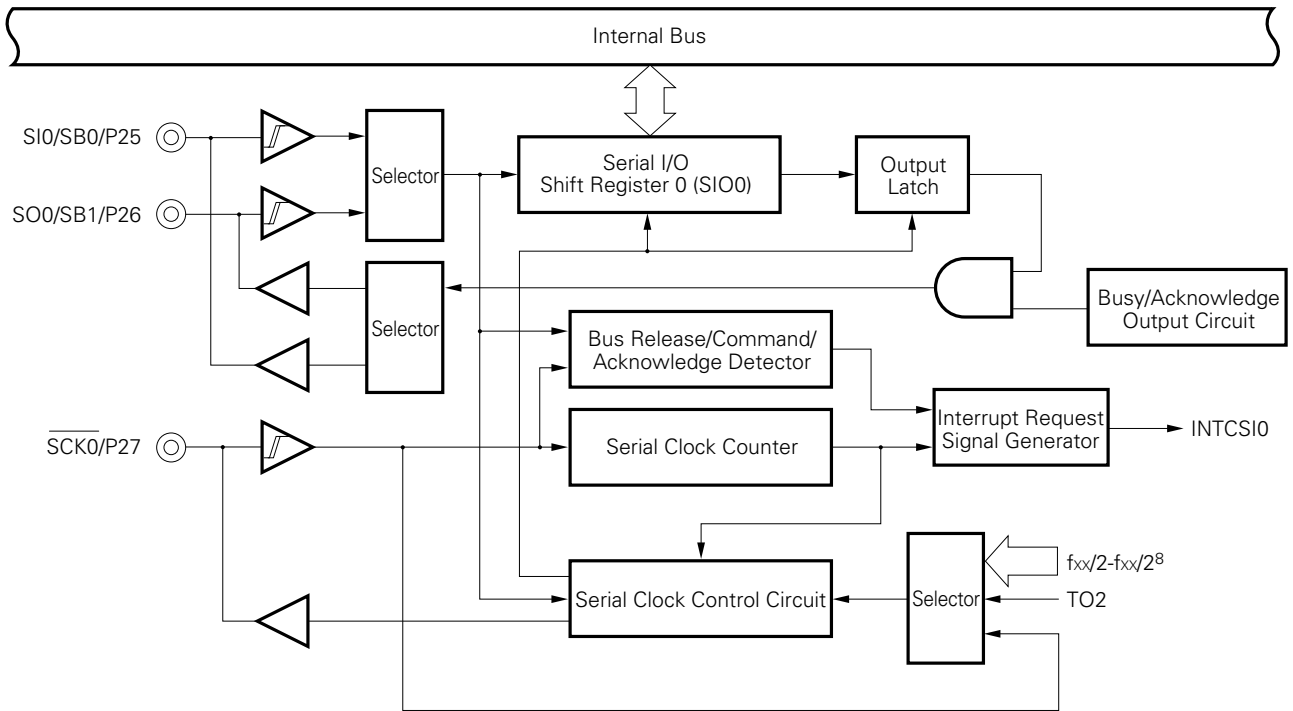 Internal Bus
SI0/SB0/P25
Selector
Serial I/O
Shift Register 0 (SIO0)
Output
Latch
SO0/SB1/P26
Selector
Busy/Acknowledge
Output Circuit
Bus Release/Command/
Acknowledge Detector
SCK0/P27
Serial Clock Counter
Interrupt Request
Signal Generator
INTCSI0
Serial Clock Control Circuit
Selector
fxx/2-fxx/2⁸
TO2